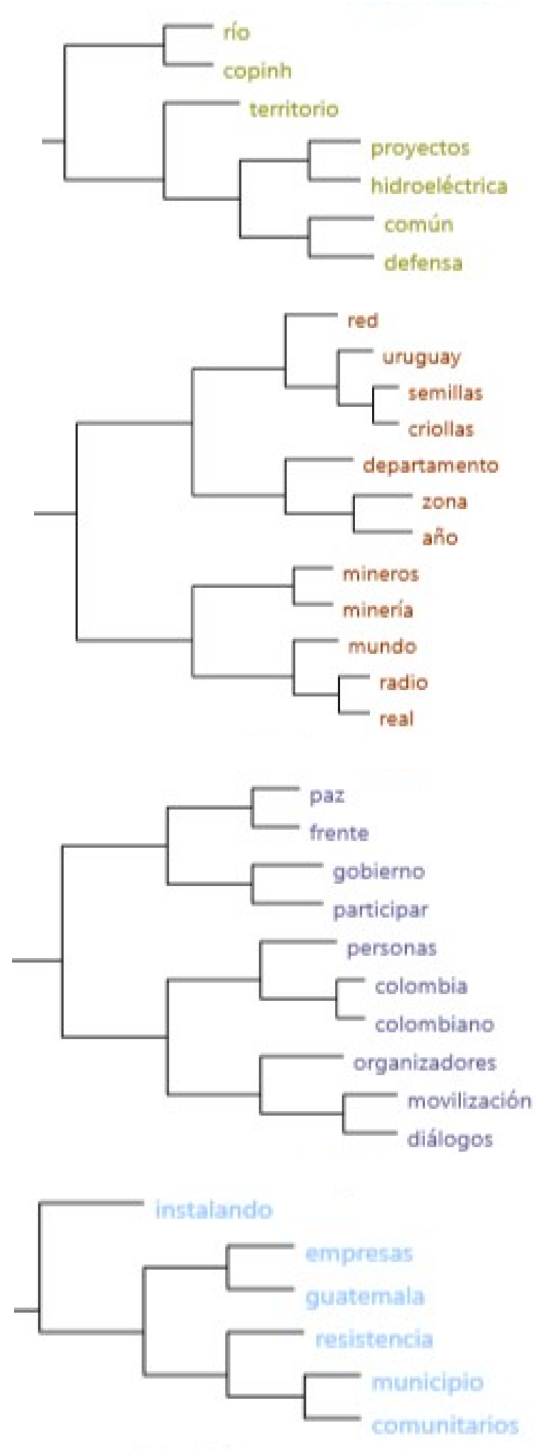 río
copinh
territorio
proyectos
hidroeléctrica
común
defensa
red
uruguay
semillas
criollas
departamento
zona
año
mineros
minería
mundo
radio
real
paz
frente
gobierno
participar
personas
colombia
colombiano
organizadores
movilización
diálogos
instalando
empresas
guatemala
resistencia
municipio
comunitarios